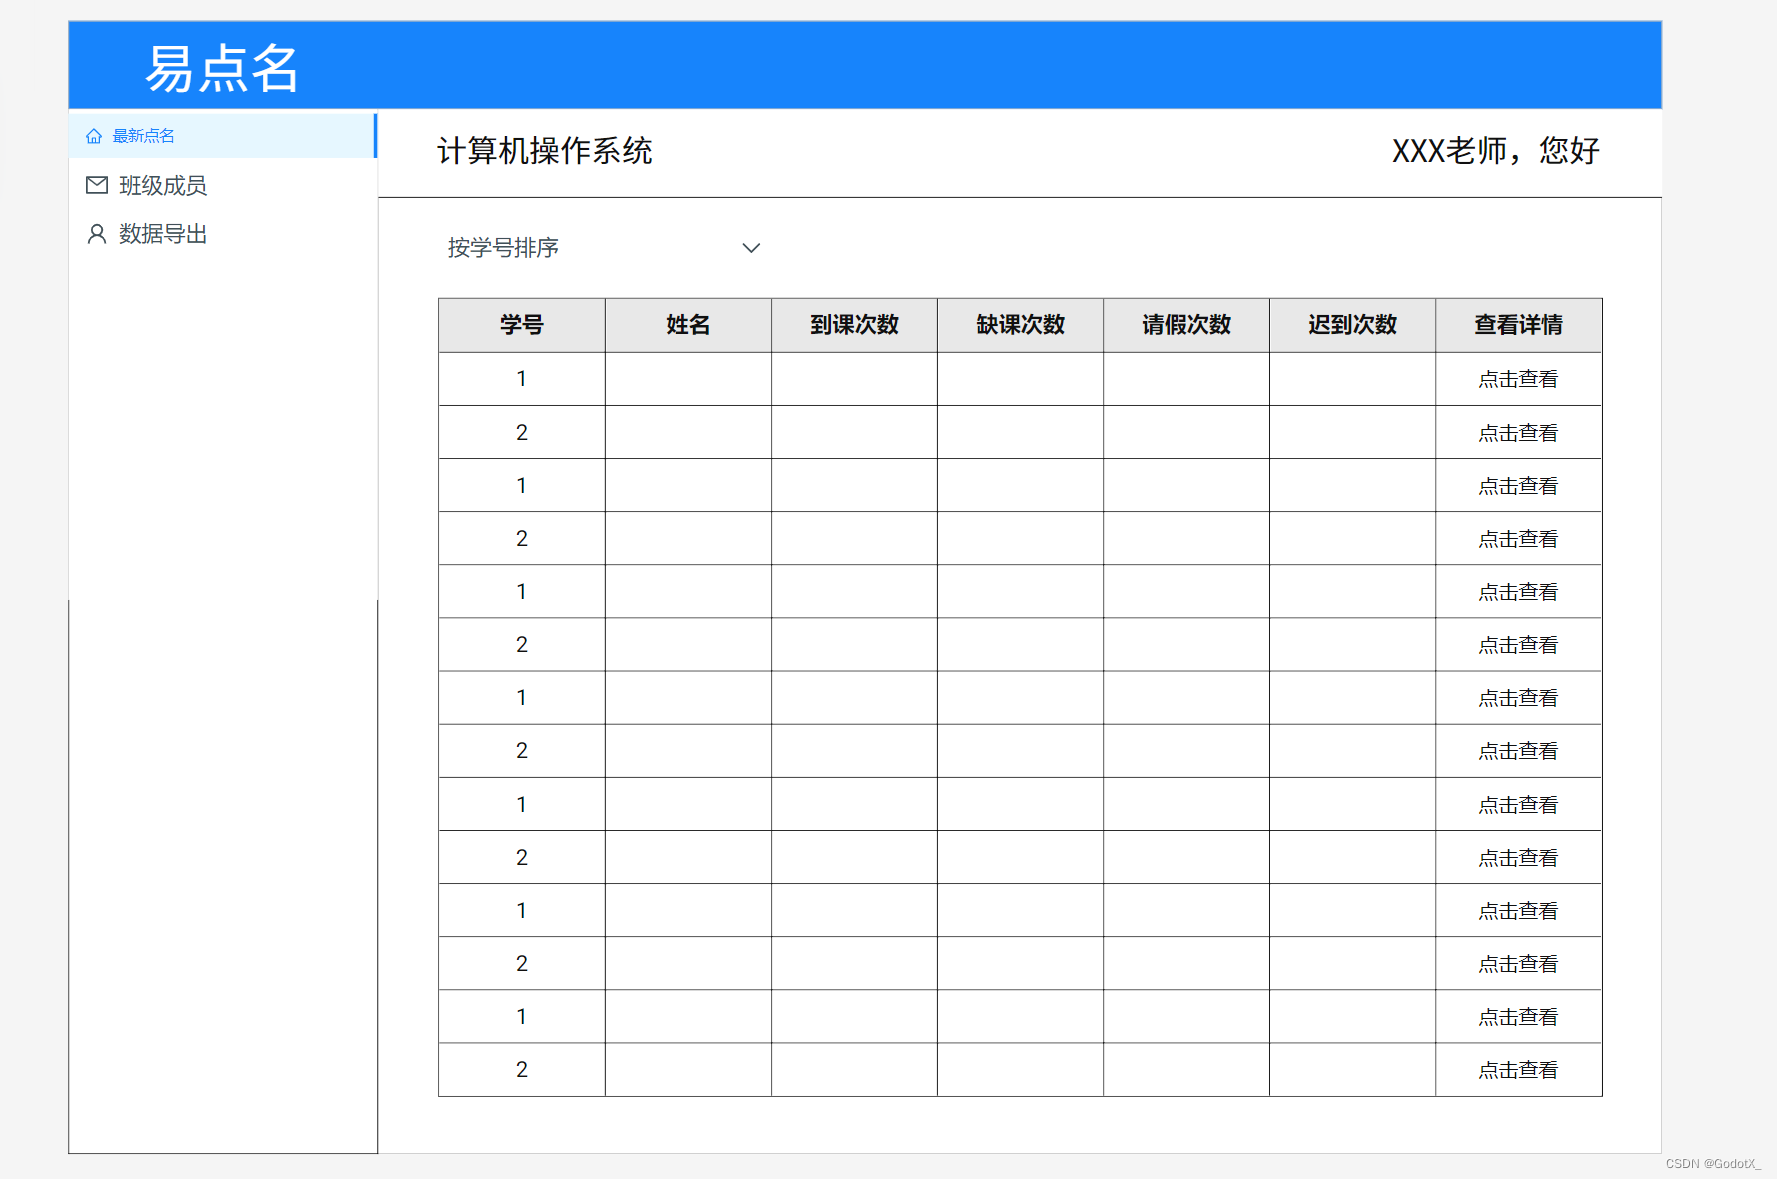 易点名
最新点名
班级成员
数据导出
计算机操作系统
XXX老师，您好
按学号排序
学号 姓名 到课次数 缺课次数 请假次数 迟到次数 查看详情
1 点击查看
2 点击查看
1 点击查看
2 点击查看
1 点击查看
2 点击查看
1 点击查看
2 点击查看
1 点击查看
2 点击查看
1 点击查看
2 点击查看
1 点击查看
2 点击查看
CSDN @GodotX_